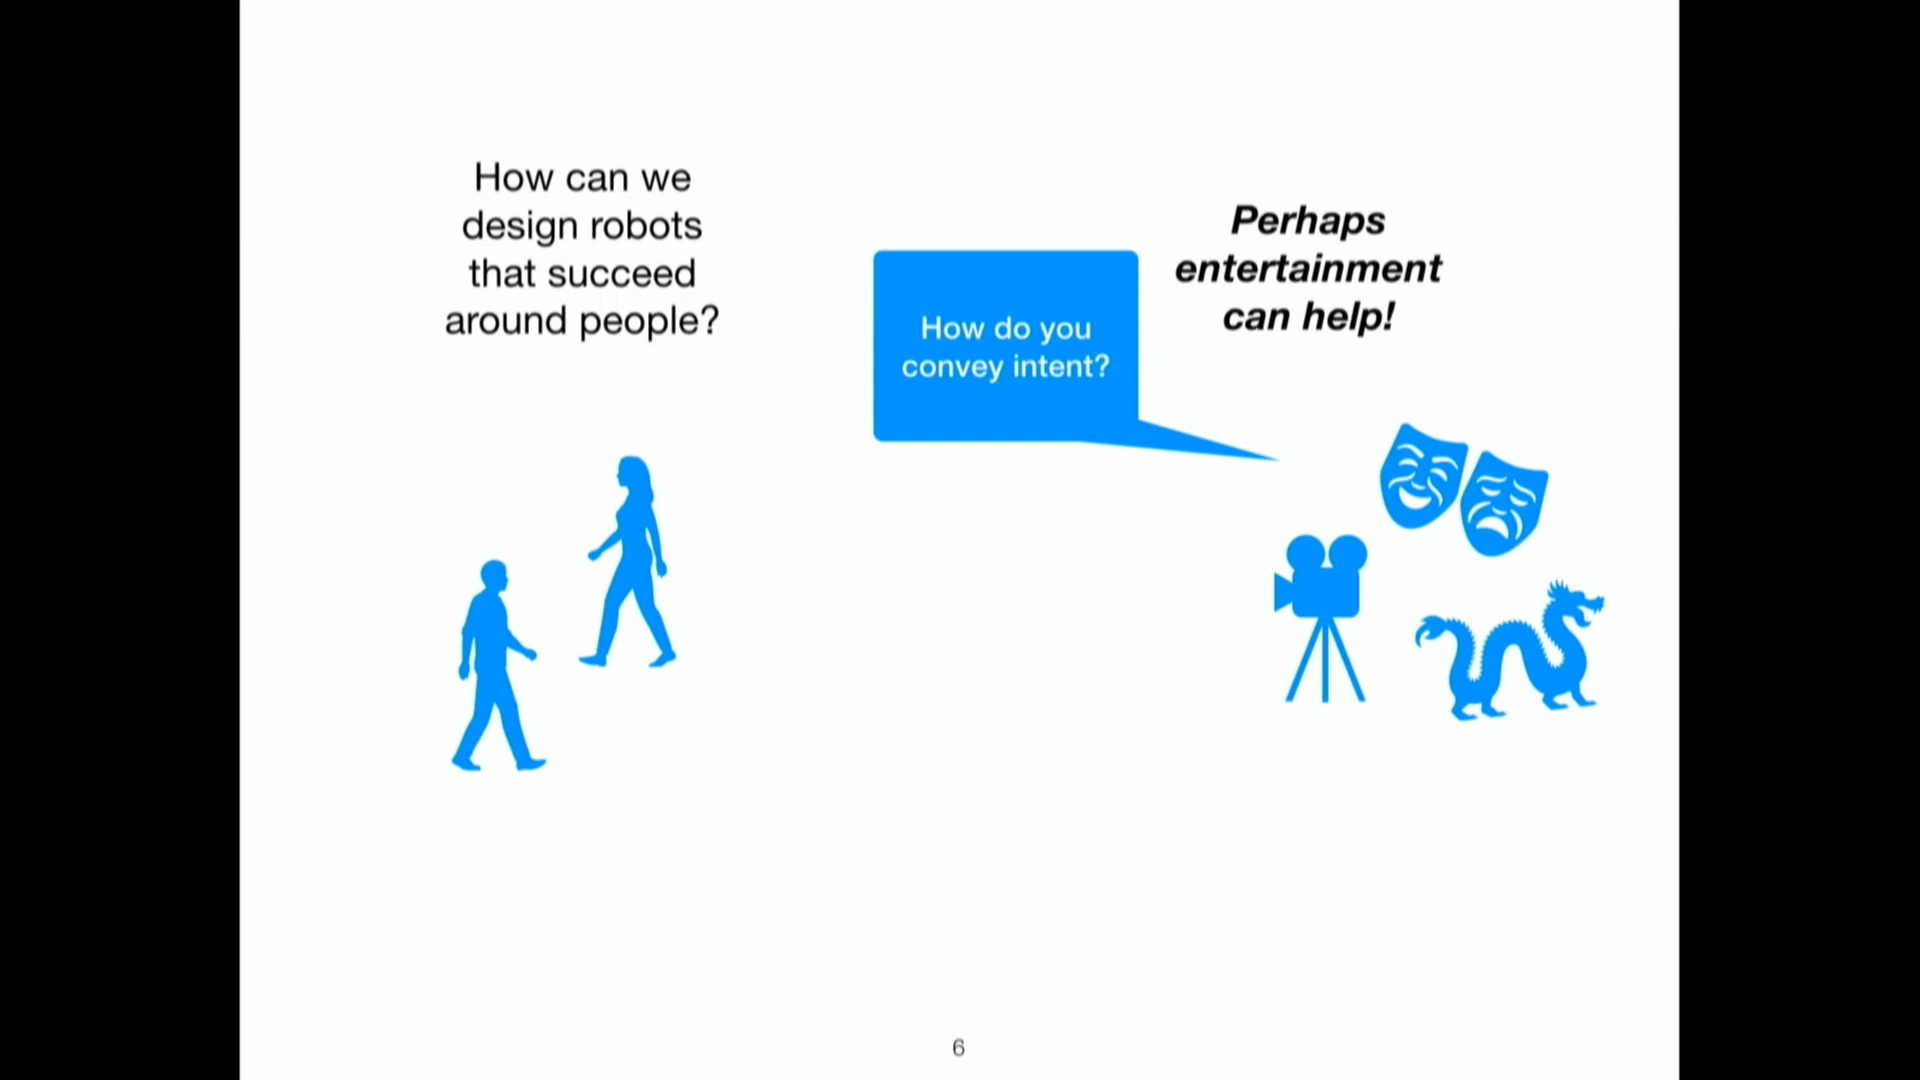 How can we
design robots
that succeed
around people?
How do you
convey intent?
Perhaps
entertainment
can help!
6